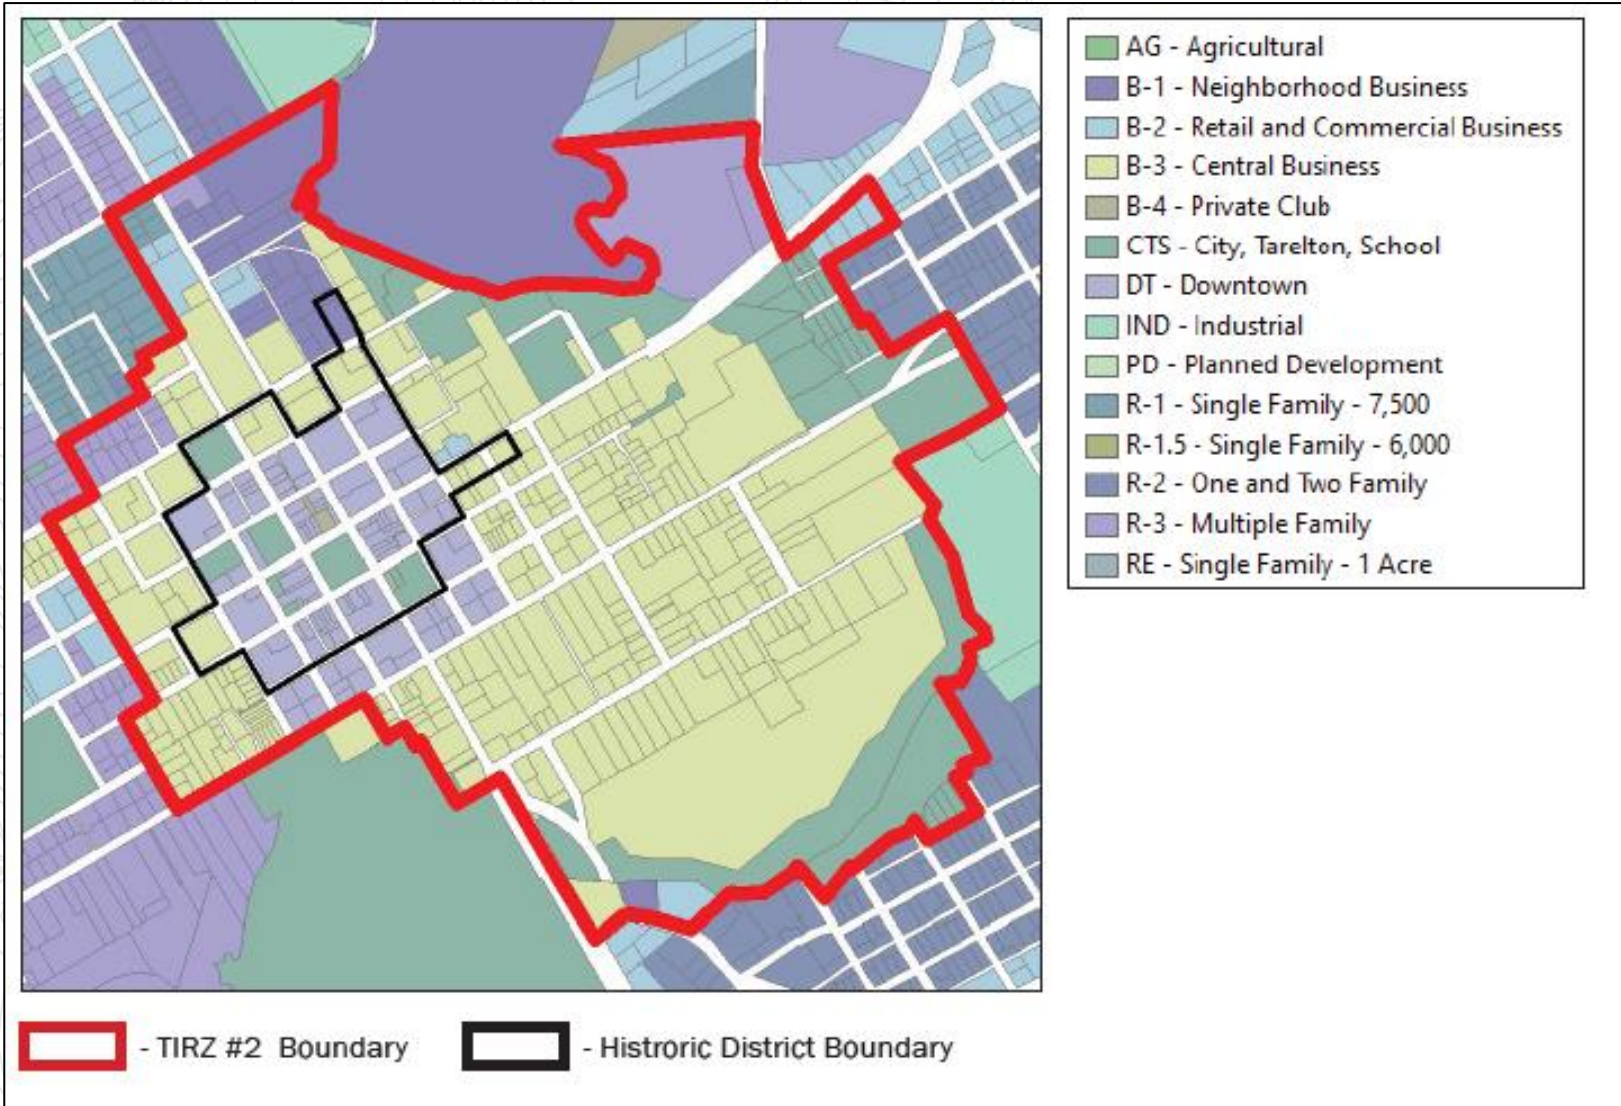 AG - Agricultural
B-1 - Neighborhood Business
B-2 - Retail and Commercial Business
B-3 - Central Business
B-4 - Private Club
CTS - City, Tarelton, School
DT - Downtown
IND - Industrial
PD - Planned Development
R-1 - Single Family - 7,500
R-1.5 - Single Family - 6,000
R-2 - One and Two Family
R-3 - Multiple Family
RE - Single Family - 1 Acre
- TIRZ #2 Boundary
- Histroric District Boundary